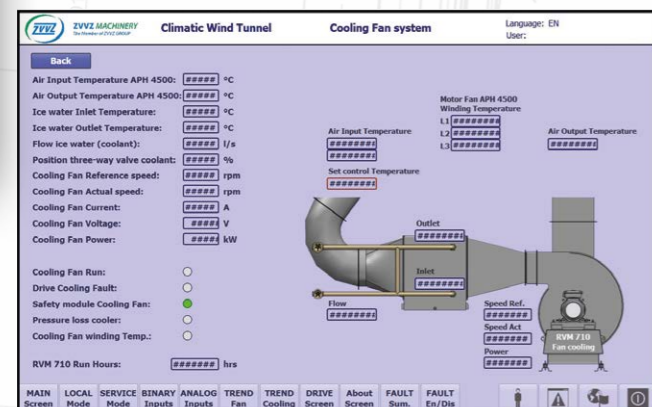 ZVVZ ZVVZ MACHINERY Climatic Wind Tunnel Cooling Fan system Language: EN
The Member of ZVVZ GROUP User:
Back
Air Input Temperature APH 4500: ##### °C
Air Output Temperature APH 4500: ##### °C
Ice water Inlet Temperature: ##### °C
Ice water Outlet Temperature: ##### °C
Flow ice water (coolant): ##### l/s
Position three-way valve coolant: ##### %
Cooling Fan Reference speed: ##### rpm
Cooling Fan Actual speed: ##### rpm
Cooling Fan Current: ##### A
Cooling Fan Voltage: #### V
Cooling Fan Power: #### kW
Cooling Fan Run:
Drive Cooling Fault:
Safety module Cooling Fan:
Pressure loss cooler:
Cooling Fan winding Temp.:
RVM 710 Run Hours: ####### hrs
Motor Fan APH 4500
Winding Temperature
L1 ########
L2 ########
L3 ########
Air Input Temperature
########
########
Set control Temperature
########
Air Output Temperature
########
Outlet
########
Inlet
########
Flow
########
Speed Ref.
#######
Speed Act
#######
Power
#######
RVM 710
Fan cooling
MAIN Screen
LOCAL Mode
SERVICE Mode
BINARY Inputs
ANALOG Inputs
TREND Fan
TREND Cooling
DRIVE Screen
About Screen
FAULT Sum.
FAULT En/Dis